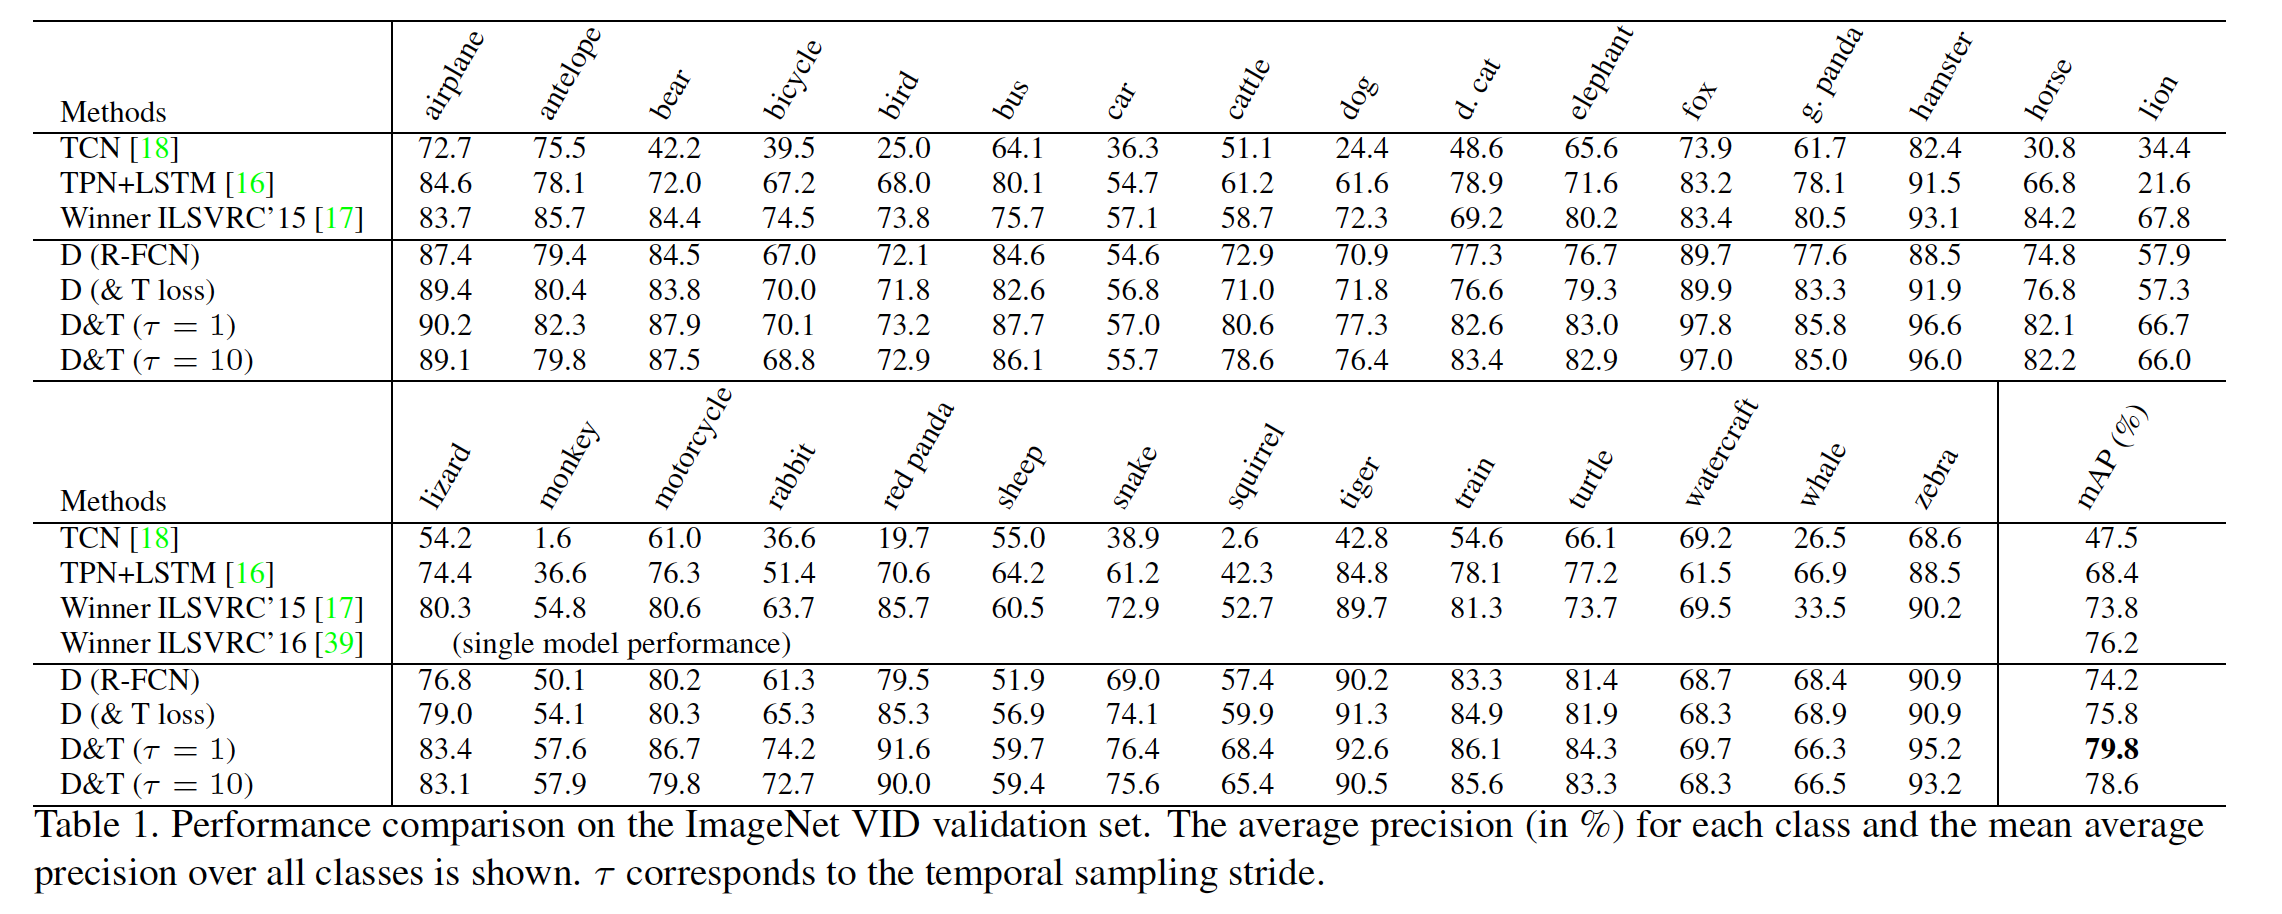 Methods airplane antelope bear bicycle bird bus car cattle dog d. cat elephant fox g. panda hamster horse lion
TCN [18] 72.7 75.5 42.2 39.5 25.0 64.1 36.3 51.1 24.4 48.6 65.6 73.9 61.7 82.4 30.8 34.4
TPN+LSTM [16] 84.6 78.1 72.0 67.2 68.0 80.1 54.7 61.2 61.6 78.9 71.6 83.2 78.1 91.5 66.8 21.6
Winner ILSVRC'15 [17] 83.7 85.7 84.4 74.5 73.8 75.7 57.1 58.7 72.3 69.2 80.2 83.4 80.5 93.1 84.2 67.8
D (R-FCN) 87.4 79.4 84.5 67.0 72.1 84.6 54.6 72.9 70.9 77.3 76.7 89.7 77.6 88.5 74.8 57.9
D (& T loss) 89.4 80.4 83.8 70.0 71.8 82.6 56.8 71.0 71.8 76.6 79.3 89.9 83.3 91.9 76.8 57.3
D&T (τ = 1) 90.2 82.3 87.9 70.1 73.2 87.7 57.0 80.6 77.3 82.6 83.0 97.8 85.8 96.6 82.1 66.7
D&T (τ = 10) 89.1 79.8 87.5 68.8 72.9 86.1 55.7 78.6 76.4 83.4 82.9 97.0 85.0 96.0 82.2 66.0
Methods lizard monkey motorcycle rabbit red panda sheep snake squirrel tiger train turtle watercraft whale zebra mAP (%)
TCN [18] 54.2 1.6 61.0 36.6 19.7 55.0 38.9 2.6 42.8 54.6 66.1 69.2 26.5 68.6 47.5
TPN+LSTM [16] 74.4 36.6 76.3 51.4 70.6 64.2 61.2 42.3 84.8 78.1 77.2 61.5 66.9 88.5 68.4
Winner ILSVRC'15 [17] 80.3 54.8 80.6 63.7 85.7 60.5 72.9 52.7 89.7 81.3 73.7 69.5 33.5 90.2 73.8
Winner ILSVRC'16 [39] (single model performance) 76.2
D (R-FCN) 76.8 50.1 80.2 61.3 79.5 51.9 69.0 57.4 90.2 83.3 81.4 68.7 68.4 90.9 74.2
D (& T loss) 79.0 54.1 80.3 65.3 85.3 56.9 74.1 59.9 91.3 84.9 81.9 68.3 68.9 90.9 75.8
D&T (τ = 1) 83.4 57.6 86.7 74.2 91.6 59.7 76.4 68.4 92.6 86.1 84.3 69.7 66.3 95.2 79.8
D&T (τ = 10) 83.1 57.9 79.8 72.7 90.0 59.4 75.6 65.4 90.5 85.6 83.3 68.3 66.5 93.2 78.6
Table 1. Performance comparison on the ImageNet VID validation set. The average precision (in %) for each class and the mean average
precision over all classes is shown. τ corresponds to the temporal sampling stride.